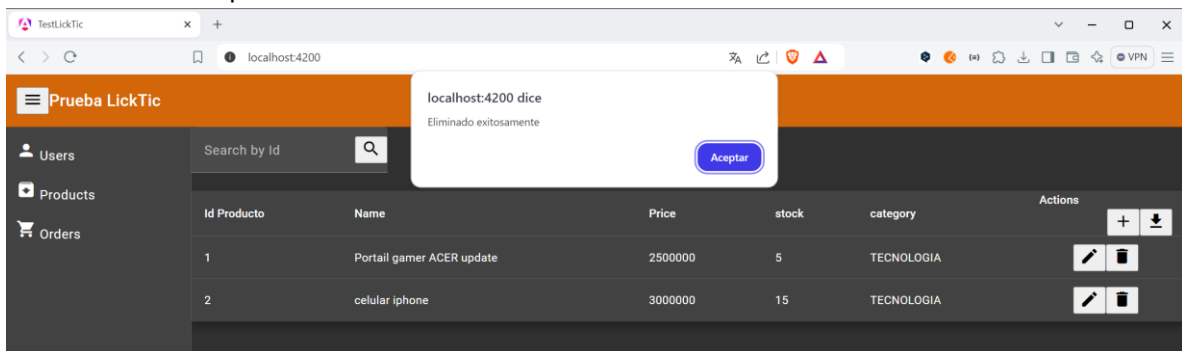 TestLickTic
localhost:4200
VPN
Prueba LickTic
localhost:4200 dice
Eliminado exitosamente
Aceptar
Users
Products
Orders
Search by Id
Id Producto Name Price stock category Actions
1 Portail gamer ACER update 2500000 5 TECNOLOGIA
2 celular iphone 3000000 15 TECNOLOGIA